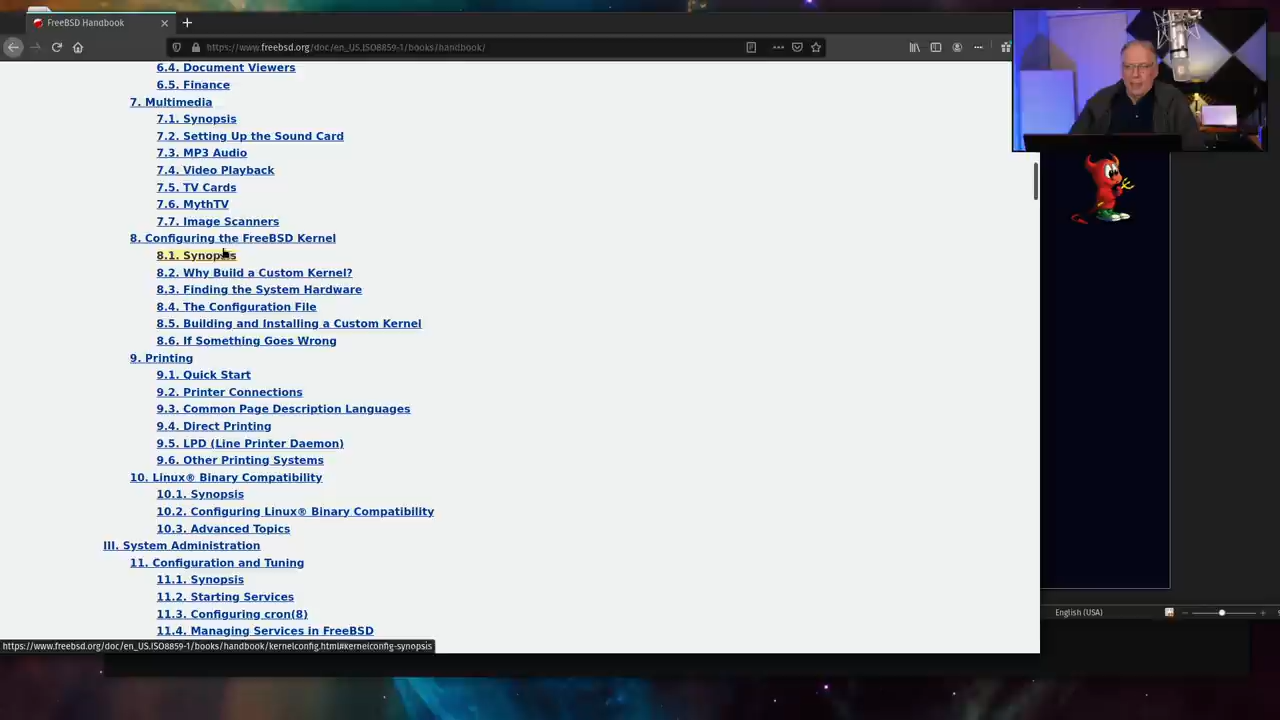 FreeBSD Handbook
https://www.freebsd.org/doc/en_US.ISO8859-1/books/handbook/
6.4. Document Viewers
6.5. Finance
7. Multimedia
7.1. Synopsis
7.2. Setting Up the Sound Card
7.3. MP3 Audio
7.4. Video Playback
7.5. TV Cards
7.6. MythTV
7.7. Image Scanners
8. Configuring the FreeBSD Kernel
8.1. Synopsis
8.2. Why Build a Custom Kernel?
8.3. Finding the System Hardware
8.4. The Configuration File
8.5. Building and Installing a Custom Kernel
8.6. If Something Goes Wrong
9. Printing
9.1. Quick Start
9.2. Printer Connections
9.3. Common Page Description Languages
9.4. Direct Printing
9.5. LPD (Line Printer Daemon)
9.6. Other Printing Systems
10. Linux® Binary Compatibility
10.1. Synopsis
10.2. Configuring Linux® Binary Compatibility
10.3. Advanced Topics
III. System Administration
11. Configuration and Tuning
11.1. Synopsis
11.2. Starting Services
11.3. Configuring cron(8)
11.4. Managing Services in FreeBSD
English (USA)
https://www.freebsd.org/doc/en_US.ISO8859-1/books/handbook/kernelconfig.html#kernelconfig-synopsis